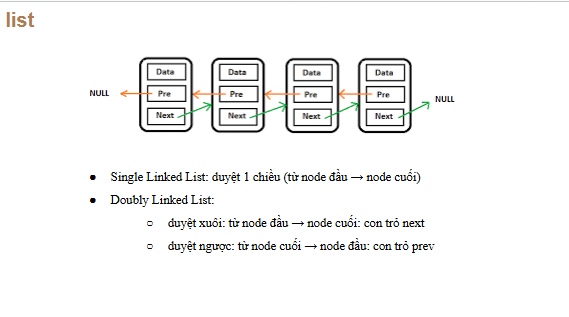 list
Data Data Data Data
NULL Pre Pre Pre Pre NULL
Next Next Next Next
● Single Linked List: duyệt 1 chiều (từ node đầu → node cuối)
● Doubly Linked List:
○ duyệt xuôi: từ node đầu → node cuối: con trỏ next
○ duyệt ngược: từ node cuối → node đầu: con trỏ prev